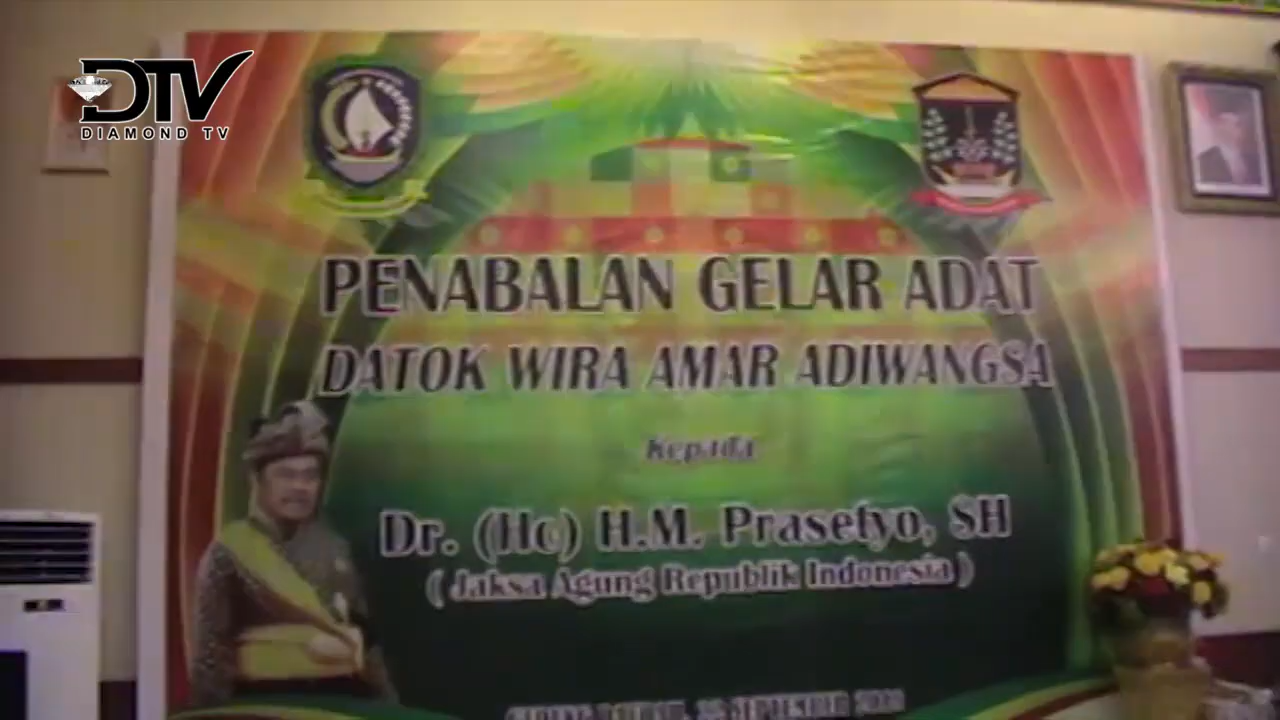 DTV
DIAMOND TV
PENABALAN GELAR ADAT
DATOK WIRA AMAR ADIWANGSA
Kepada
Dr. (Hc) H.M. Prasetyo, SH
( Jaksa Agung Republik Indonesia )
SEPTEMBER